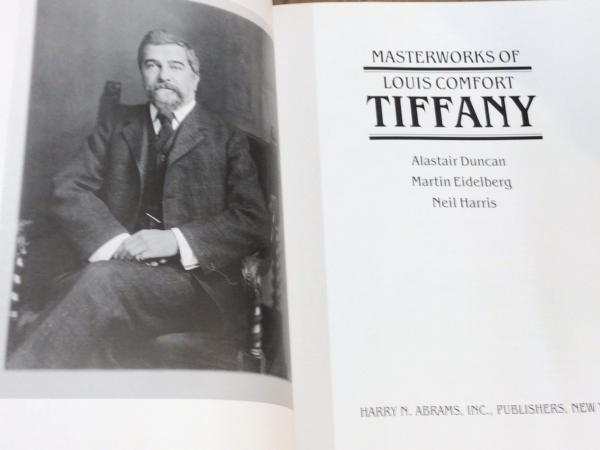 MASTERWORKS OF
LOUIS COMFORT
TIFFANY
Alastair Duncan
Martin Eidelberg
Neil Harris
HARRY N. ABRAMS, INC., PUBLISHERS, NEW